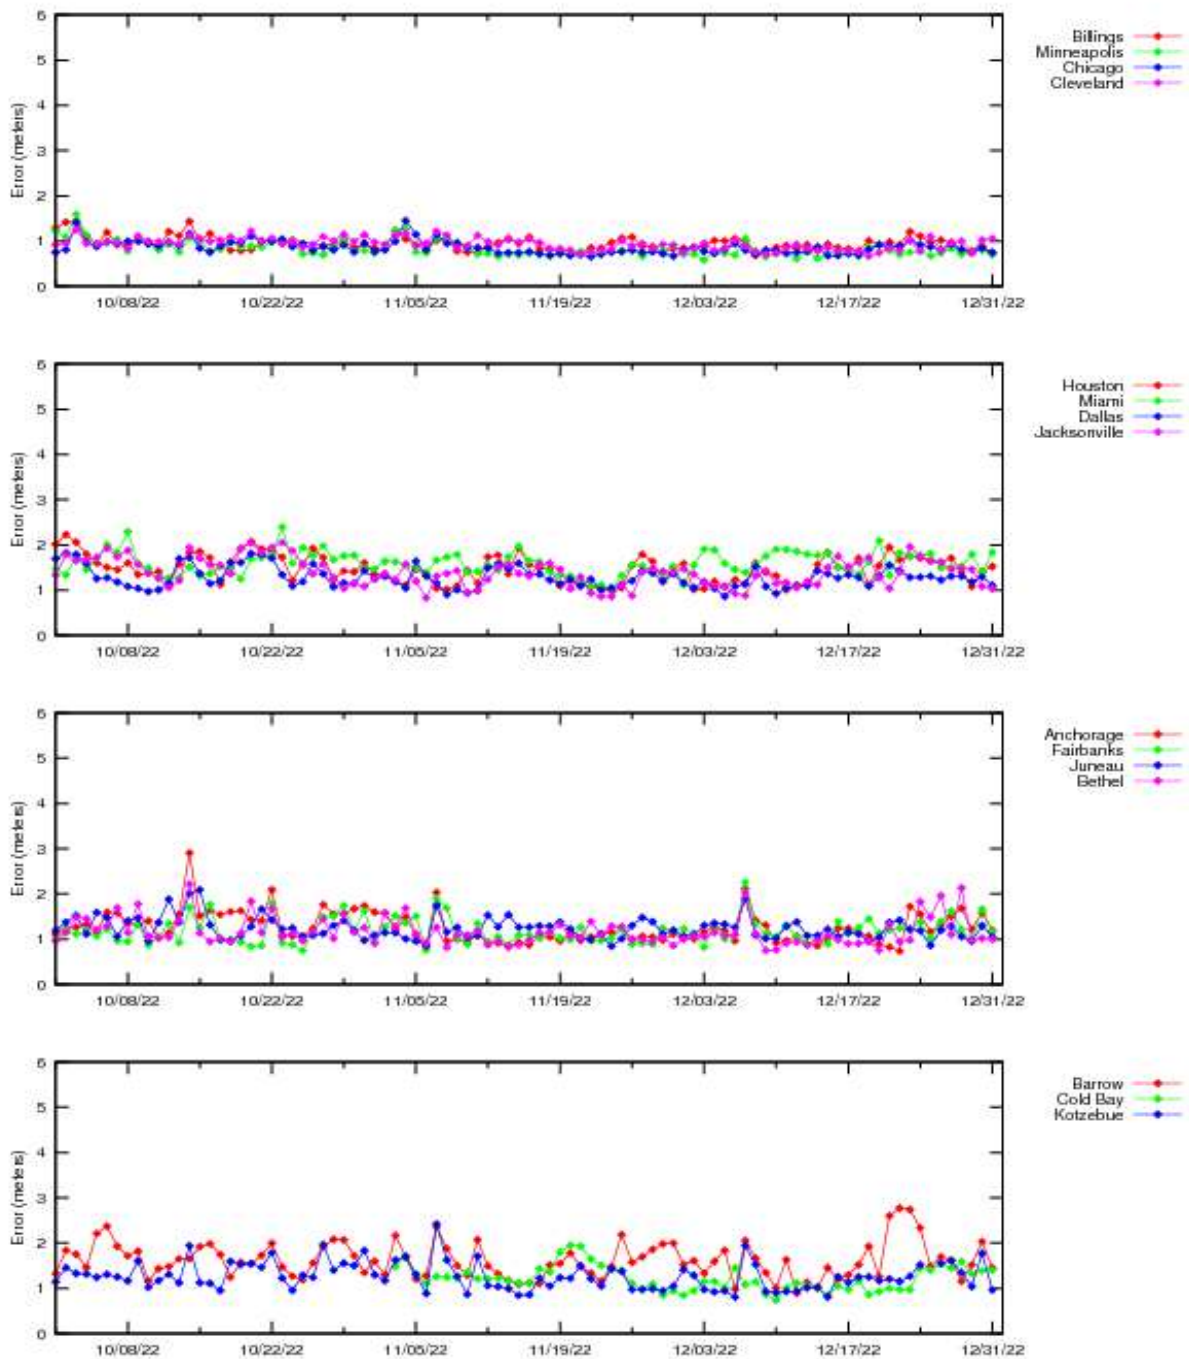 6
5
4
3
2
1
0
Error (meters)
10/08/22 10/22/22 11/05/22 11/19/22 12/03/22 12/17/22 12/31/22
Billings
Minneapolis
Chicago
Cleveland
6
5
4
3
2
1
0
Error (meters)
10/08/22 10/22/22 11/05/22 11/19/22 12/03/22 12/17/22 12/31/22
Houston
Miami
Dallas
Jacksonville
6
5
4
3
2
1
0
Error (meters)
10/08/22 10/22/22 11/05/22 11/19/22 12/03/22 12/17/22 12/31/22
Anchorage
Fairbanks
Juneau
Bethel
6
5
4
3
2
1
0
Error (meters)
10/08/22 10/22/22 11/05/22 11/19/22 12/03/22 12/17/22 12/31/22
Barrow
Cold Bay
Kotzebue